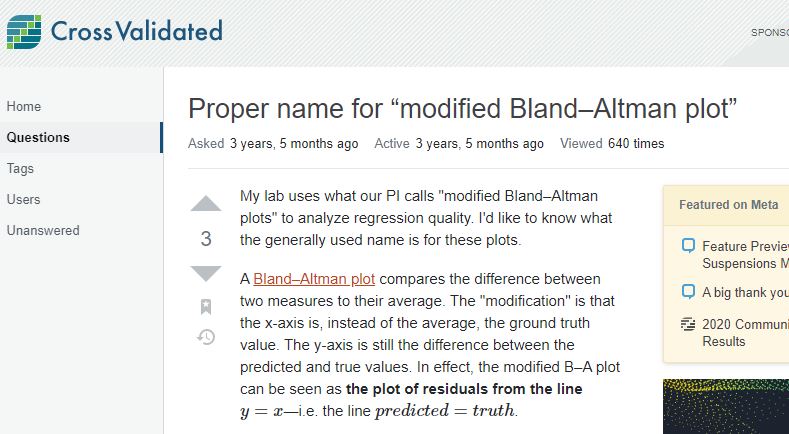 CrossValidated
Home
Questions
Tags
Users
Unanswered
Proper name for “modified Bland–Altman plot”
Asked 3 years, 5 months ago Active 3 years, 5 months ago Viewed 640 times
3
My lab uses what our PI calls "modified Bland–Altman
plots" to analyze regression quality. I'd like to know what
the generally used name is for these plots.
A Bland–Altman plot compares the difference between
two measures to their average. The "modification" is that
the x-axis is, instead of the average, the ground truth
value. The y-axis is still the difference between the
predicted and true values. In effect, the modified B–A plot
can be seen as the plot of residuals from the line
y = x—i.e. the line predicted = truth.
Featured on Meta
Feature
Suspensions
A big thank
2020
Results